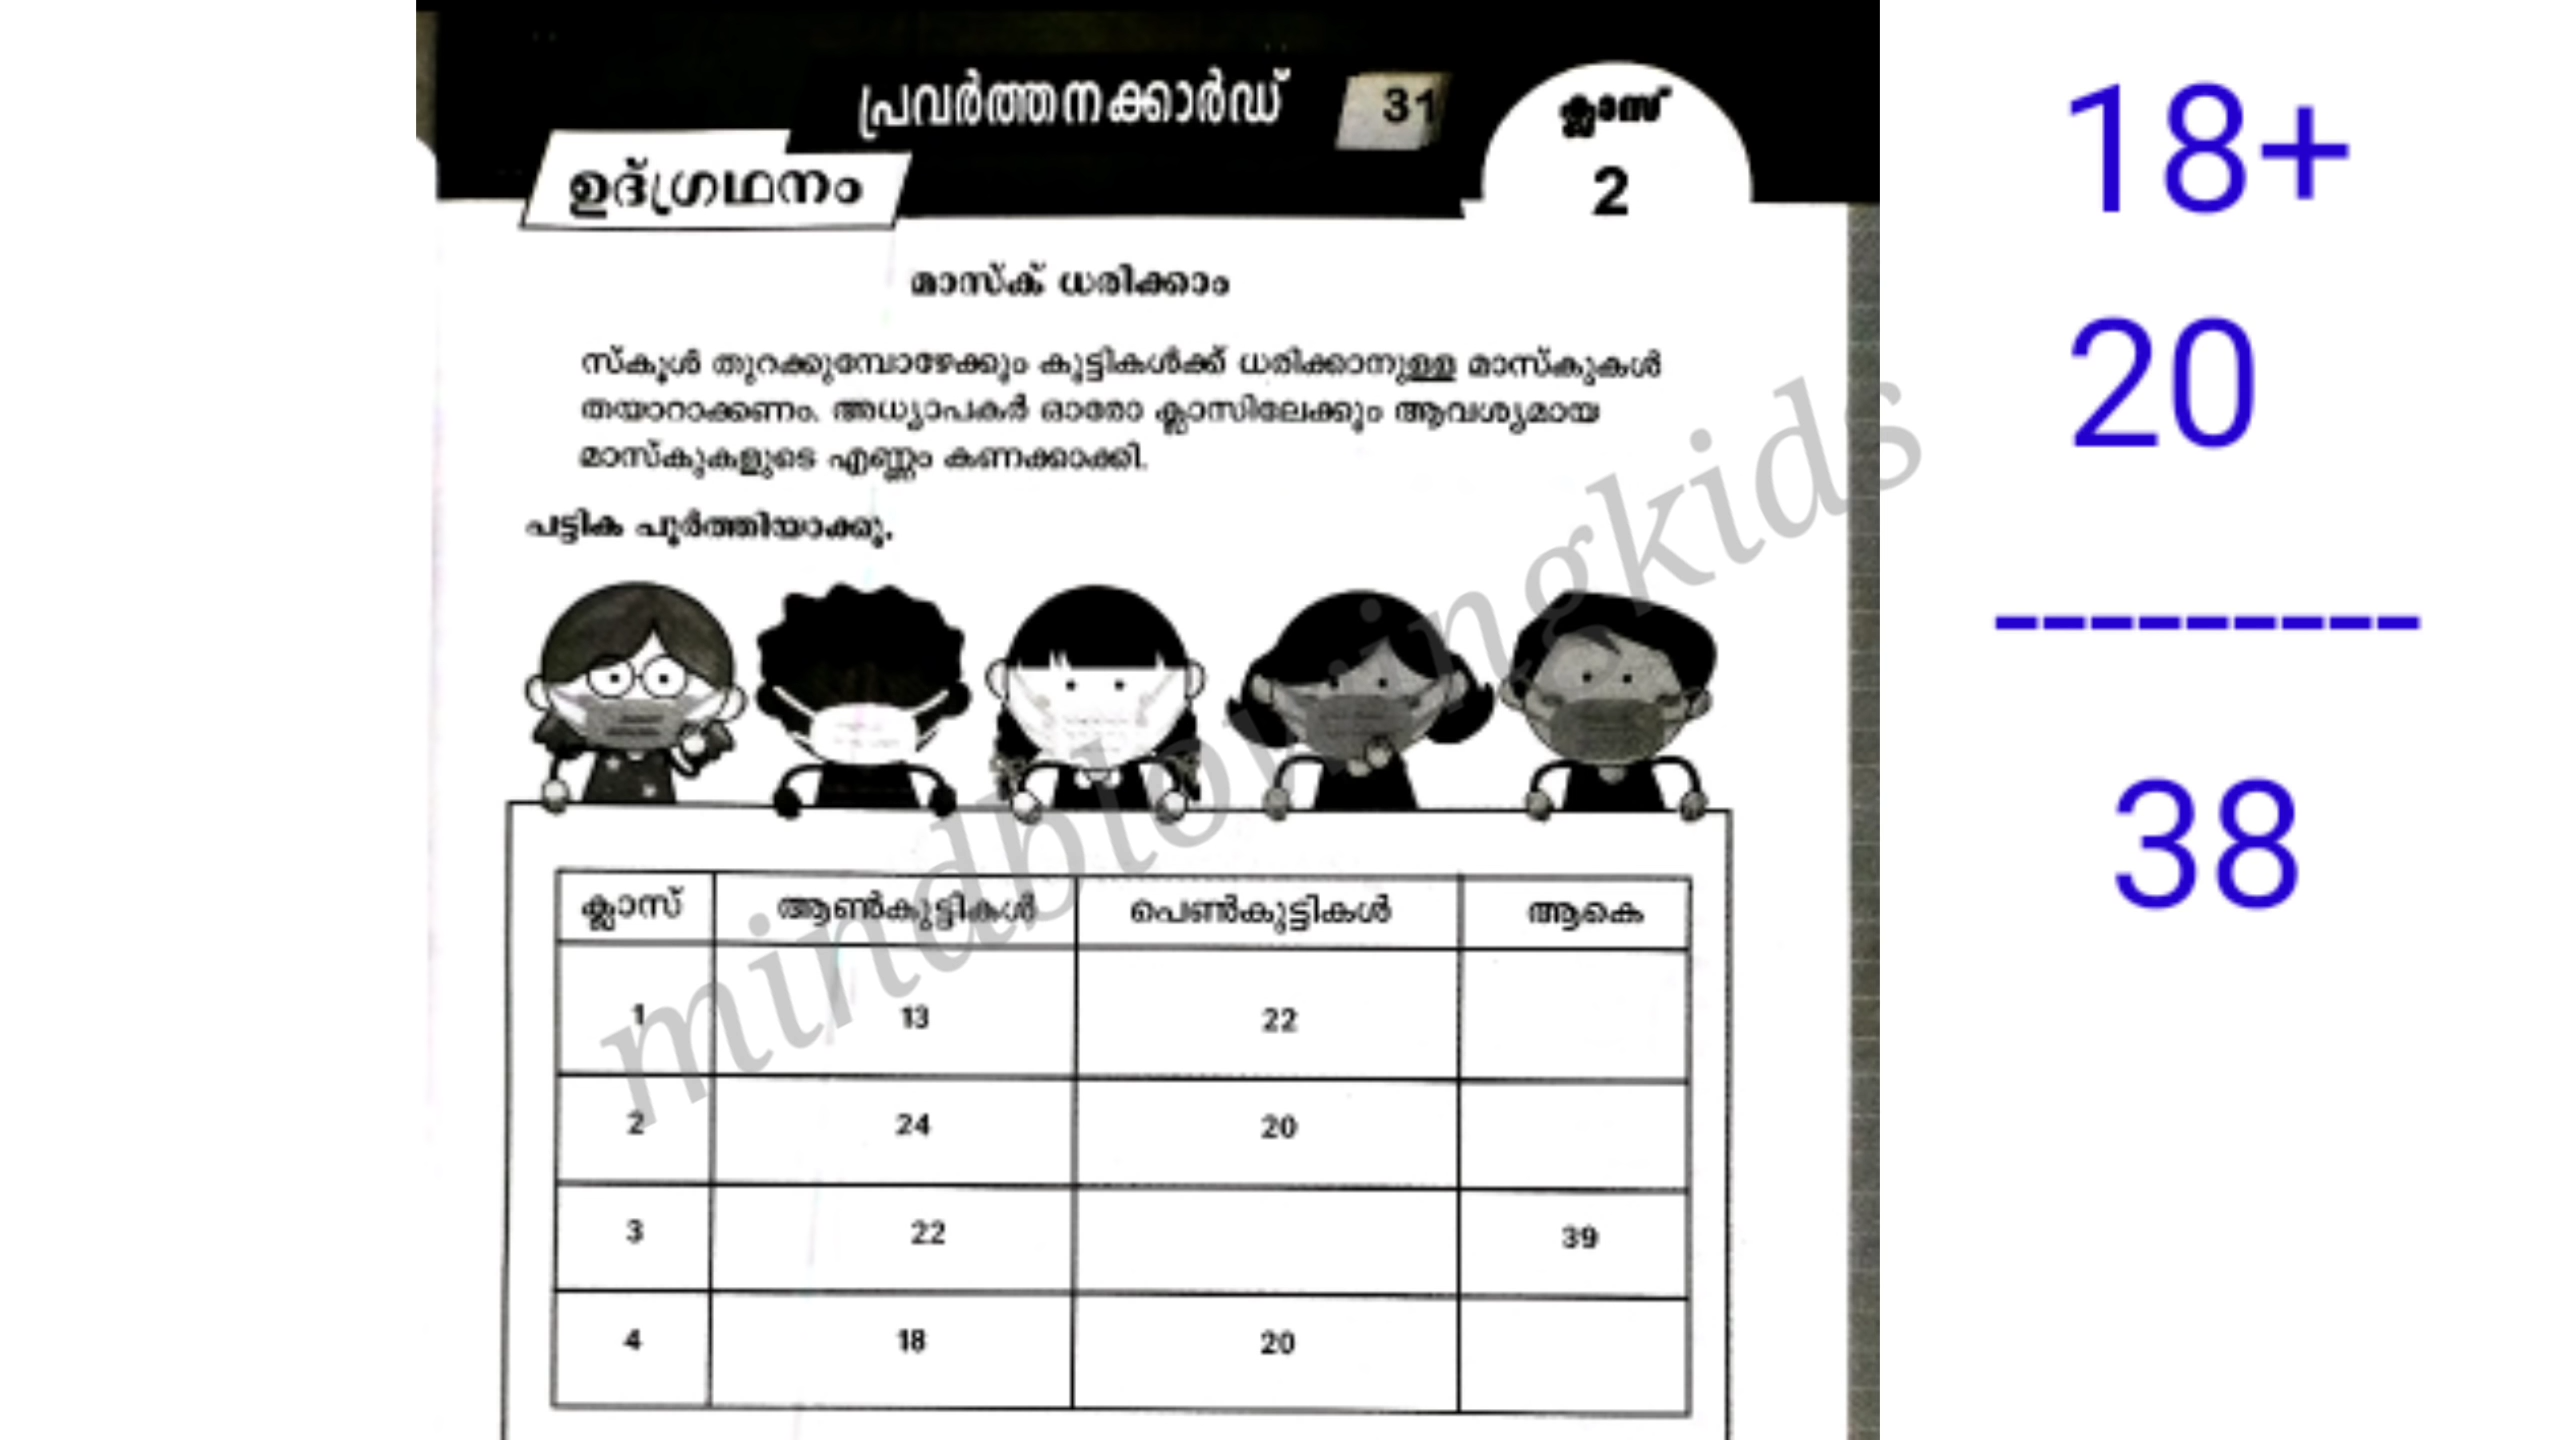 പ്രവർത്തനക്കാർഡ് 31
ക്ലാസ്
2
ഉദ്ഗ്രഥനം
മാസ്ക് ധരിക്കാം
സ്കൂൾ തുറക്കുമ്പോഴേക്കും കുട്ടികൾക്ക് ധരിക്കാനുള്ള മാസ്കുകൾ
തയാറാക്കണം. അധ്യാപകർ ഓരോ ക്ലാസിലേക്കും ആവശ്യമായ
മാസ്കുകളുടെ എണ്ണം കണക്കാക്കി.
പട്ടിക പൂർത്തിയാക്കൂ.
ക്ലാസ് ആൺകുട്ടികൾ പെൺകുട്ടികൾ ആകെ
1 13 22
2 24 20
3 22 39
4 18 20
mindblowingkids
18+
20
---------
38